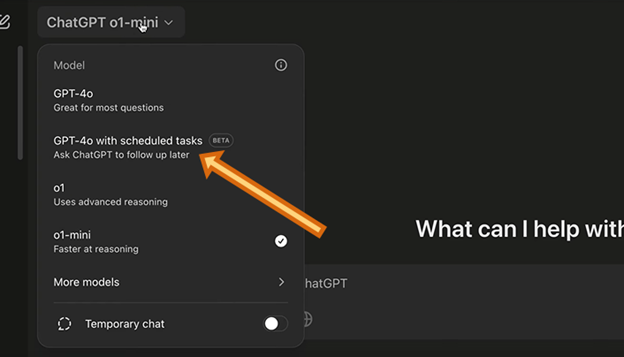 ChatGPT o1-mini
Model
GPT-4o
Great for most questions
GPT-4o with scheduled tasks BETA
Ask ChatGPT to follow up later
o1
Uses advanced reasoning
o1-mini
Faster at reasoning
What can I help with
More models
hatGPT
Temporary chat